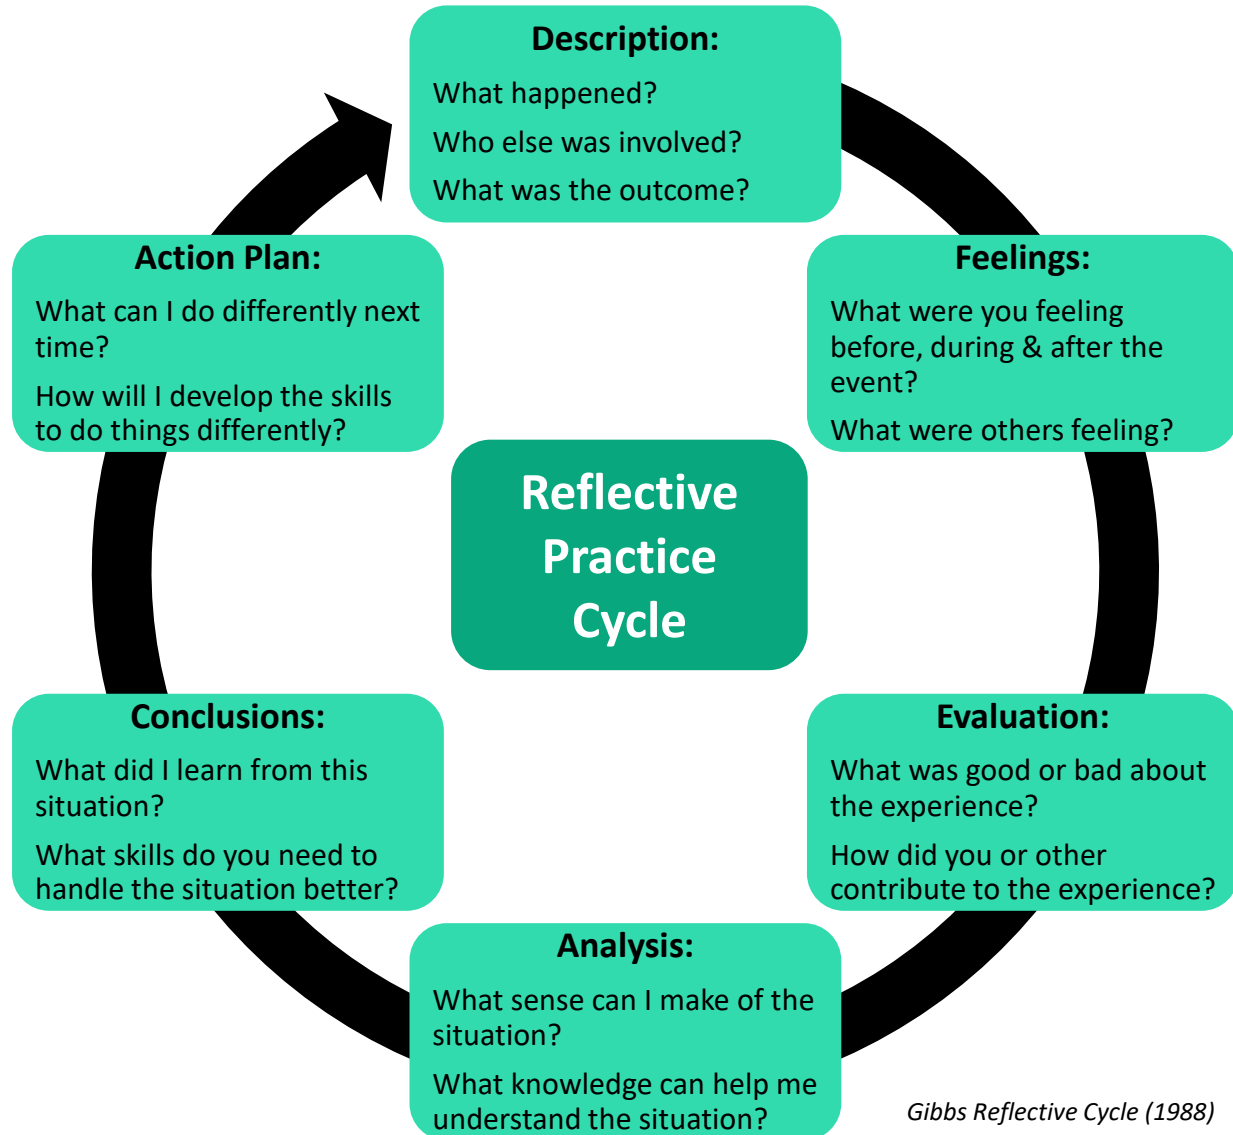 Description:
What happened?
Who else was involved?
What was the outcome?
Feelings:
What were you feeling
before, during & after the
event?
What were others feeling?
Evaluation:
What was good or bad about
the experience?
How did you or other
contribute to the experience?
Analysis:
What sense can I make of the
situation?
What knowledge can help me
understand the situation?
Conclusions:
What did I learn from this
situation?
What skills do you need to
handle the situation better?
Action Plan:
What can I do differently next
time?
How will I develop the skills
to do things differently?
Reflective
Practice
Cycle
Gibbs Reflective Cycle (1988)